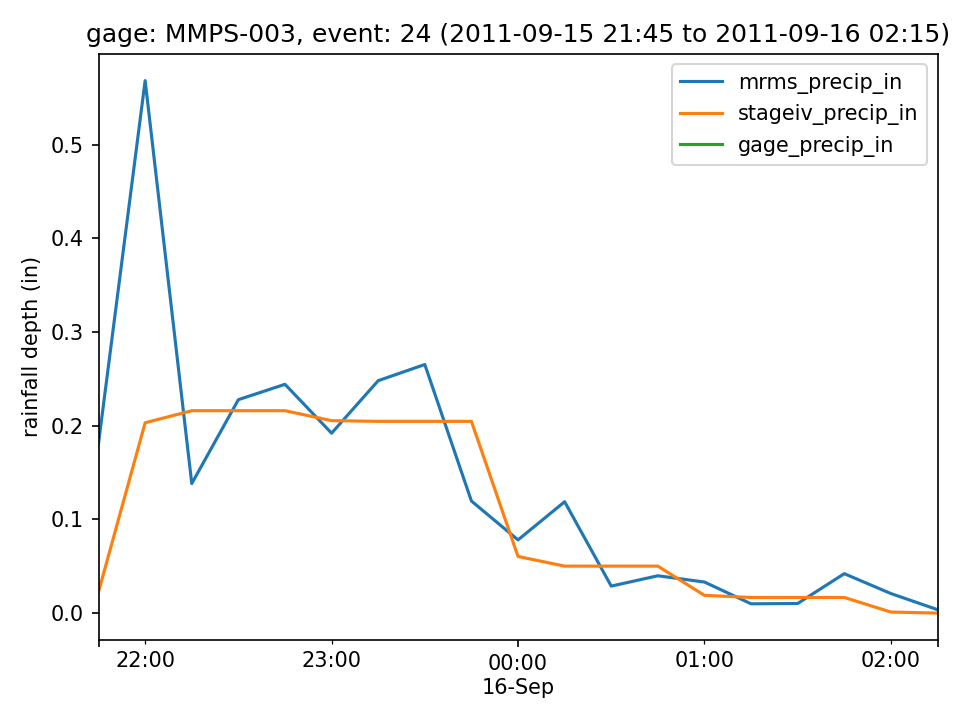 gage: MMPS-003, event: 24 (2011-09-15 21:45 to 2011-09-16 02:15)
mrms_precip_in
stageiv_precip_in
gage_precip_in
rainfall depth (in)
0.5
0.4
0.3
0.2
0.1
0.0
22:00
23:00
00:00
01:00
02:00
16-Sep